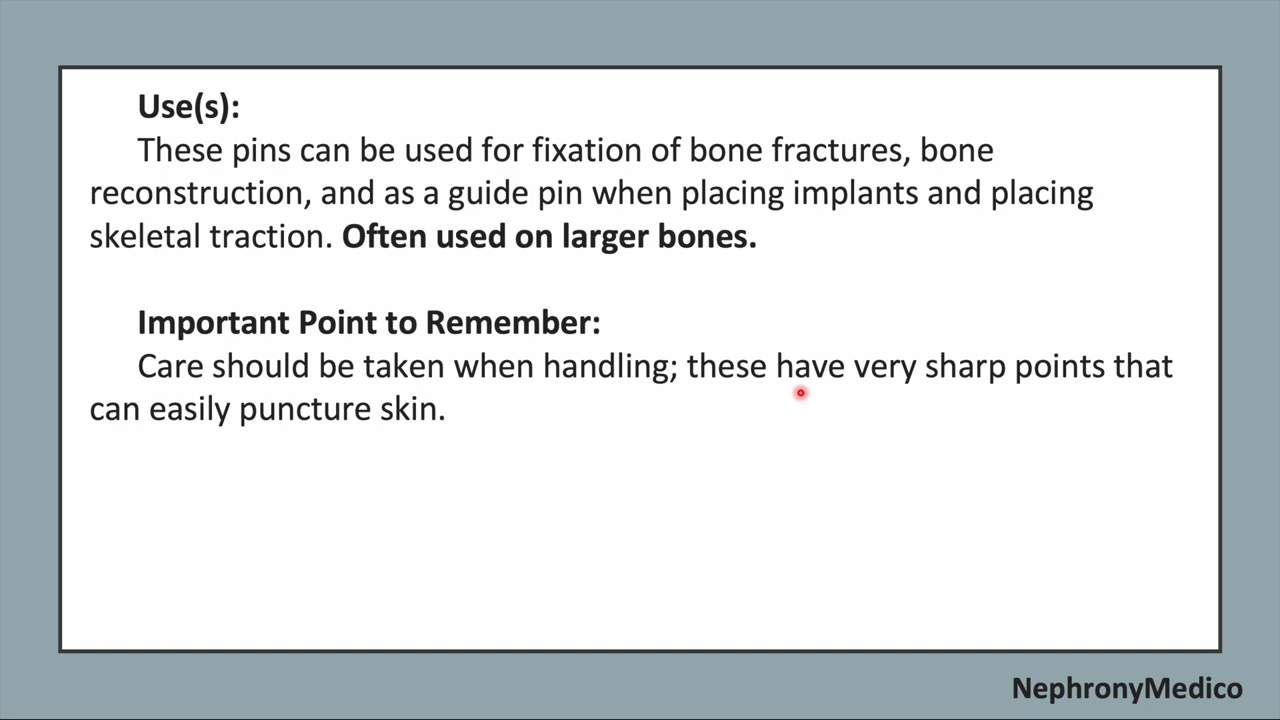 Use(s):
These pins can be used for fixation of bone fractures, bone
reconstruction, and as a guide pin when placing implants and placing
skeletal traction. Often used on larger bones.
Important Point to Remember:
Care should be taken when handling; these have very sharp points that
can easily puncture skin.
NephronyMedico